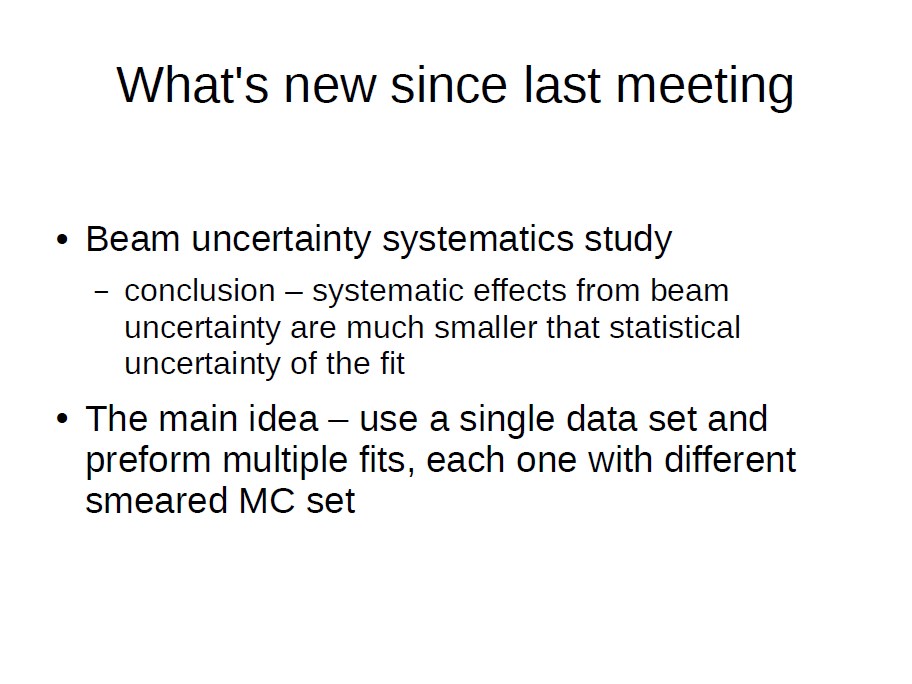 What's new since last meeting
• Beam uncertainty systematics study
– conclusion – systematic effects from beam
uncertainty are much smaller that statistical
uncertainty of the fit
• The main idea – use a single data set and
preform multiple fits, each one with different
smeared MC set